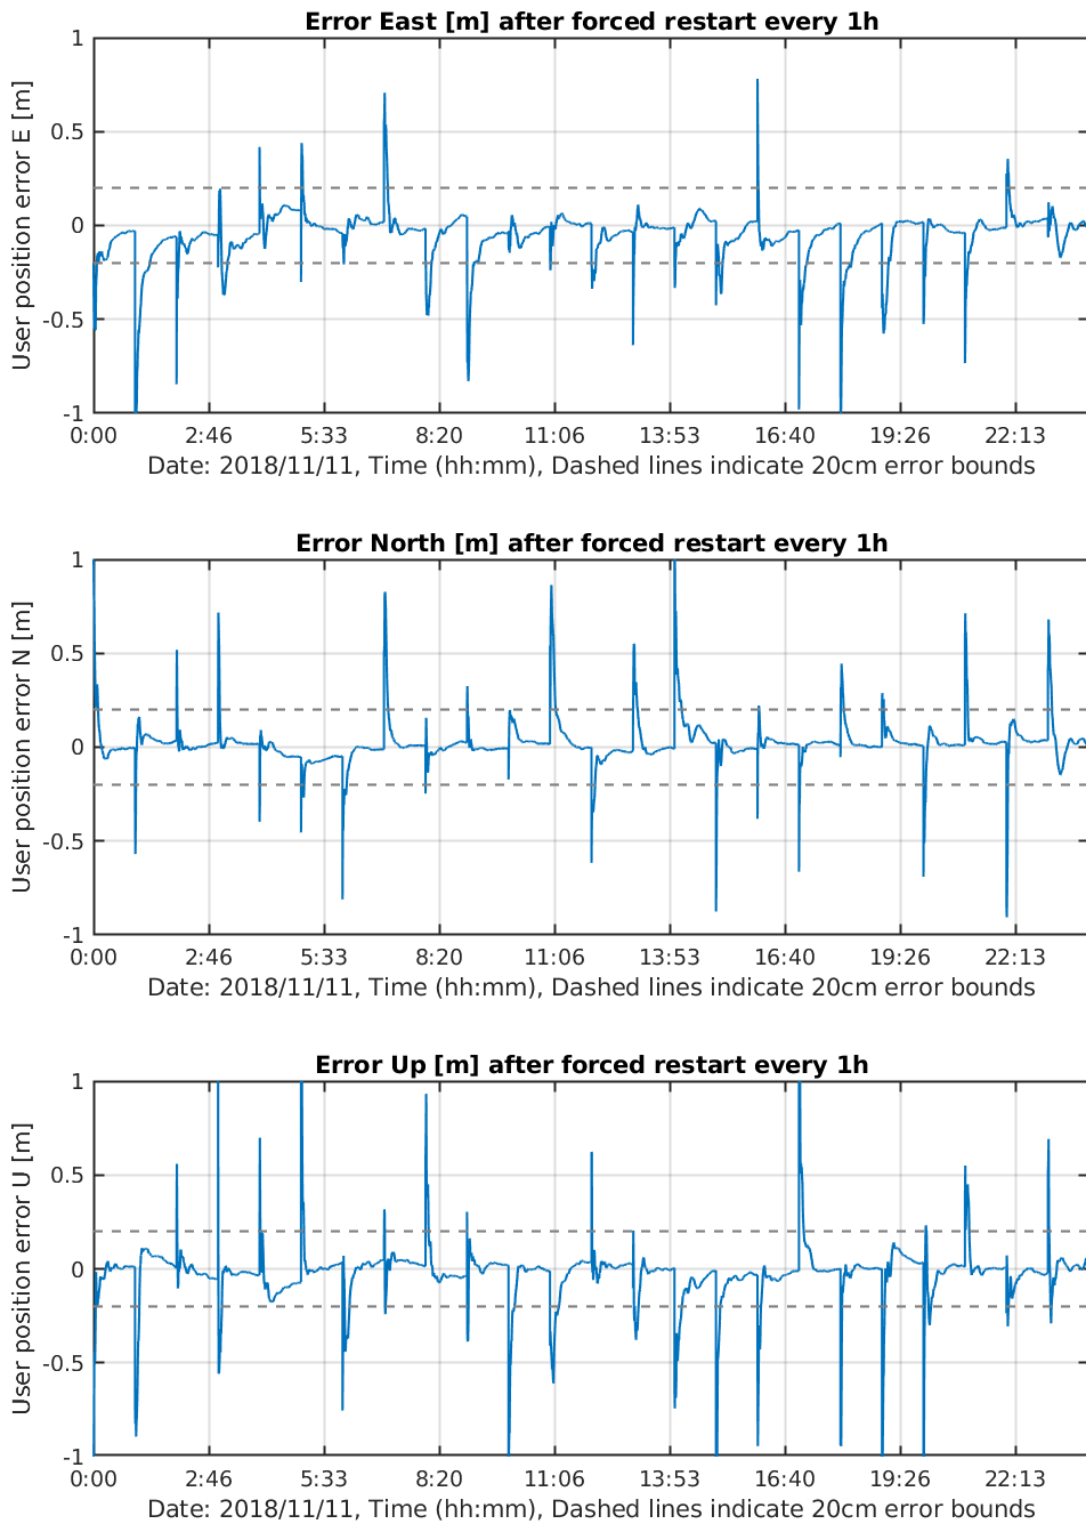 Error East [m] after forced restart every 1h
User position error E [m]
1
0.5
0
-0.5
-1
0:00 2:46 5:33 8:20 11:06 13:53 16:40 19:26 22:13
Date: 2018/11/11, Time (hh:mm), Dashed lines indicate 20cm error bounds
Error North [m] after forced restart every 1h
User position error N [m]
1
0.5
0
-0.5
-1
0:00 2:46 5:33 8:20 11:06 13:53 16:40 19:26 22:13
Date: 2018/11/11, Time (hh:mm), Dashed lines indicate 20cm error bounds
Error Up [m] after forced restart every 1h
User position error U [m]
1
0.5
0
-0.5
-1
0:00 2:46 5:33 8:20 11:06 13:53 16:40 19:26 22:13
Date: 2018/11/11, Time (hh:mm), Dashed lines indicate 20cm error bounds